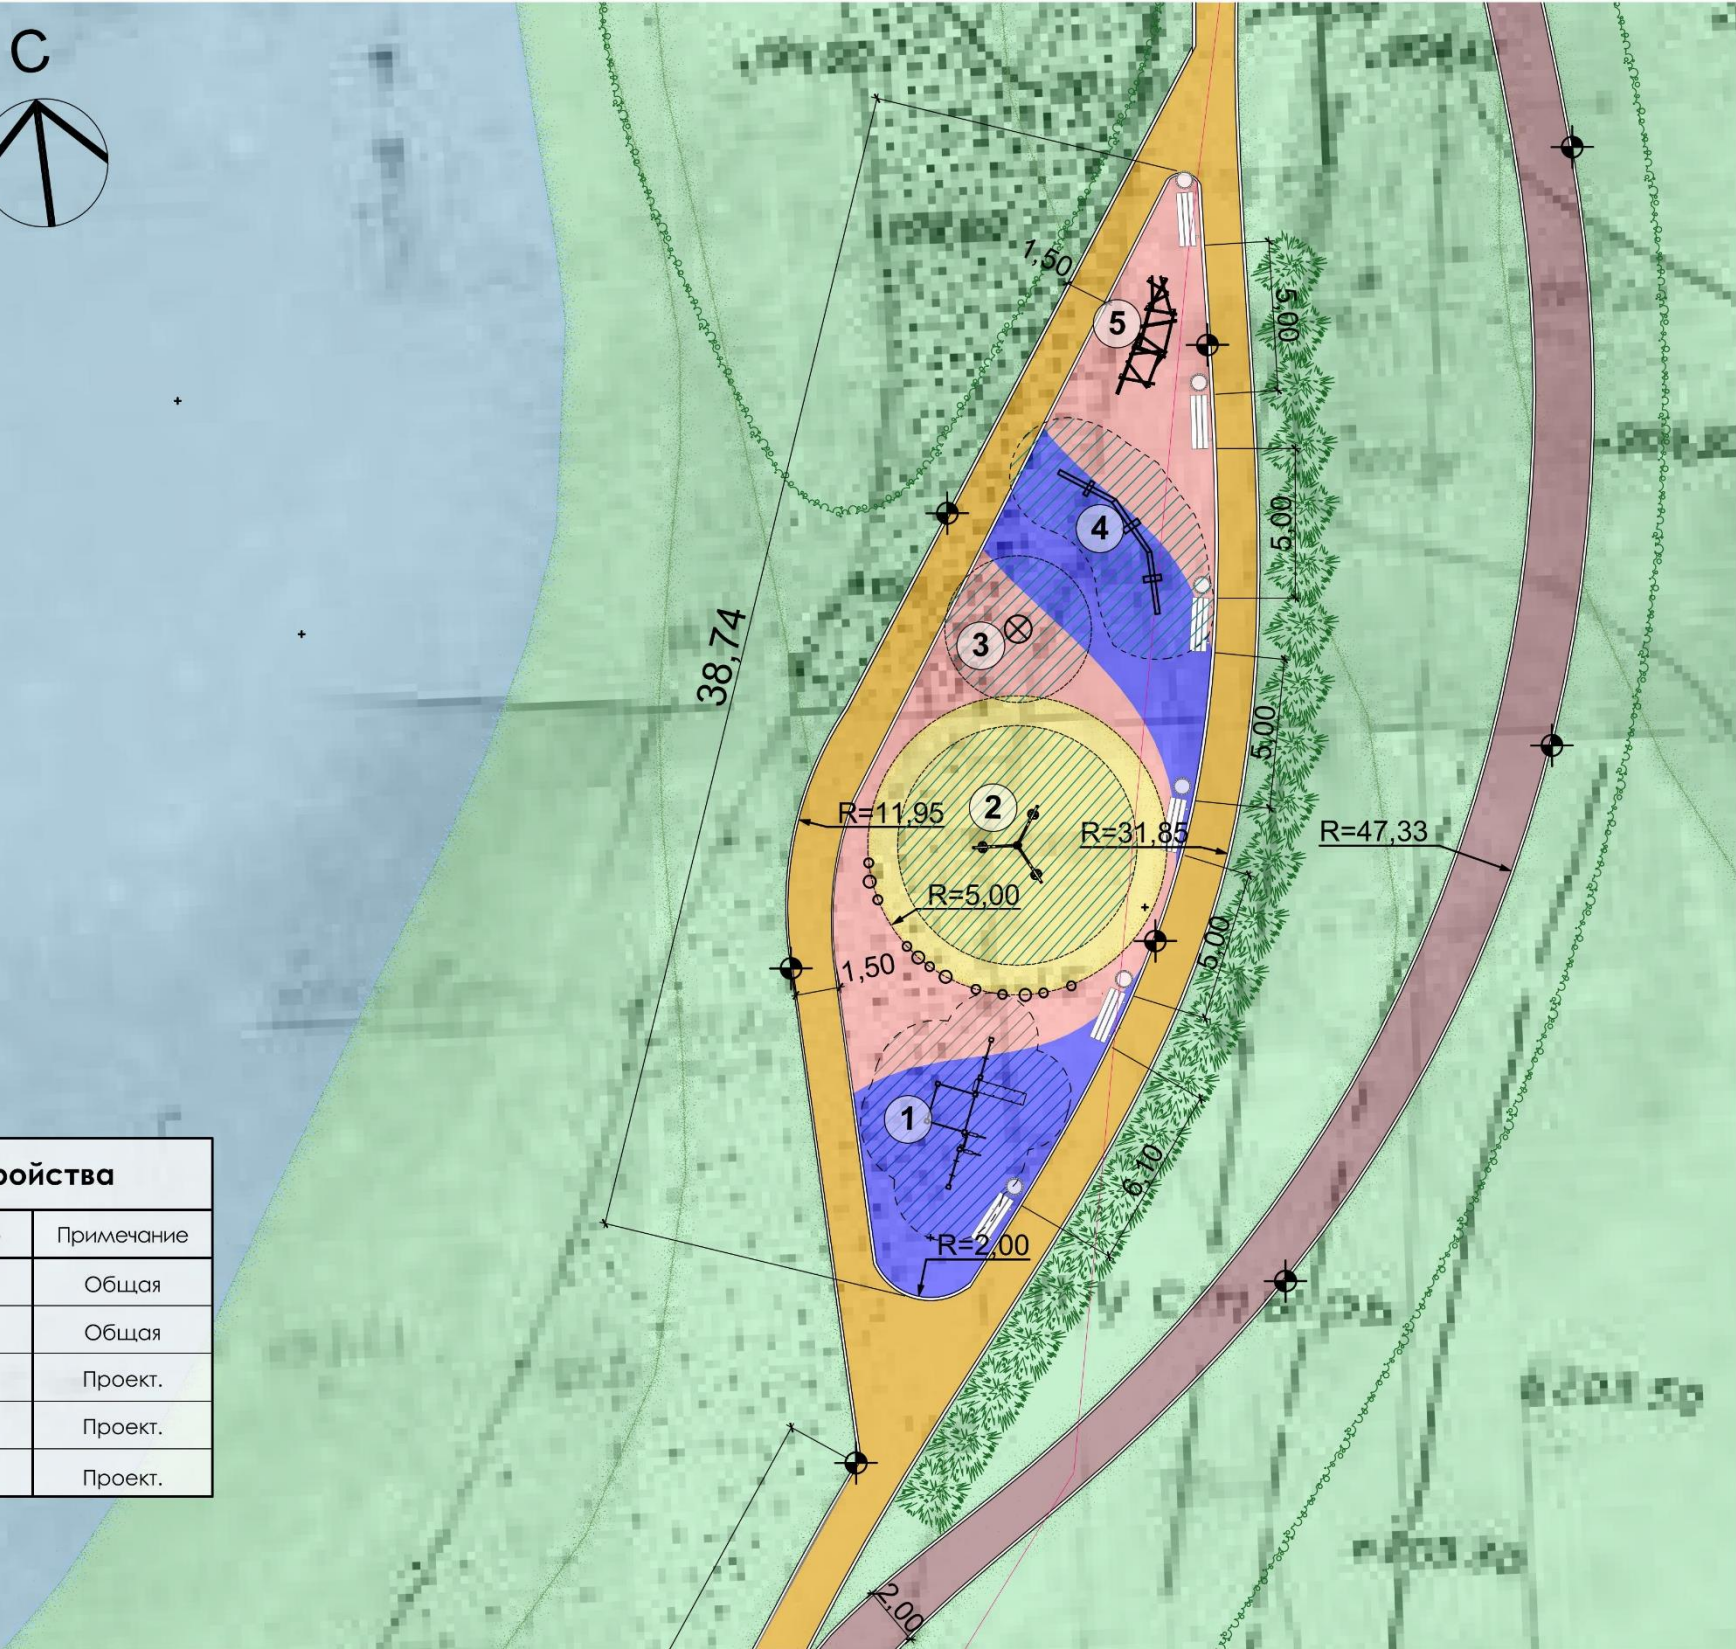 С
1,50
5
5,00
4
5,00
3
38,74
5,00
2
R=11,95
R=31,85
R=47,33
R=5,00
5,00
1,50
1
6,10
ройства
R=2,00
Примечание
Общая
Общая
Проект.
Проект.
Проект.
2,00